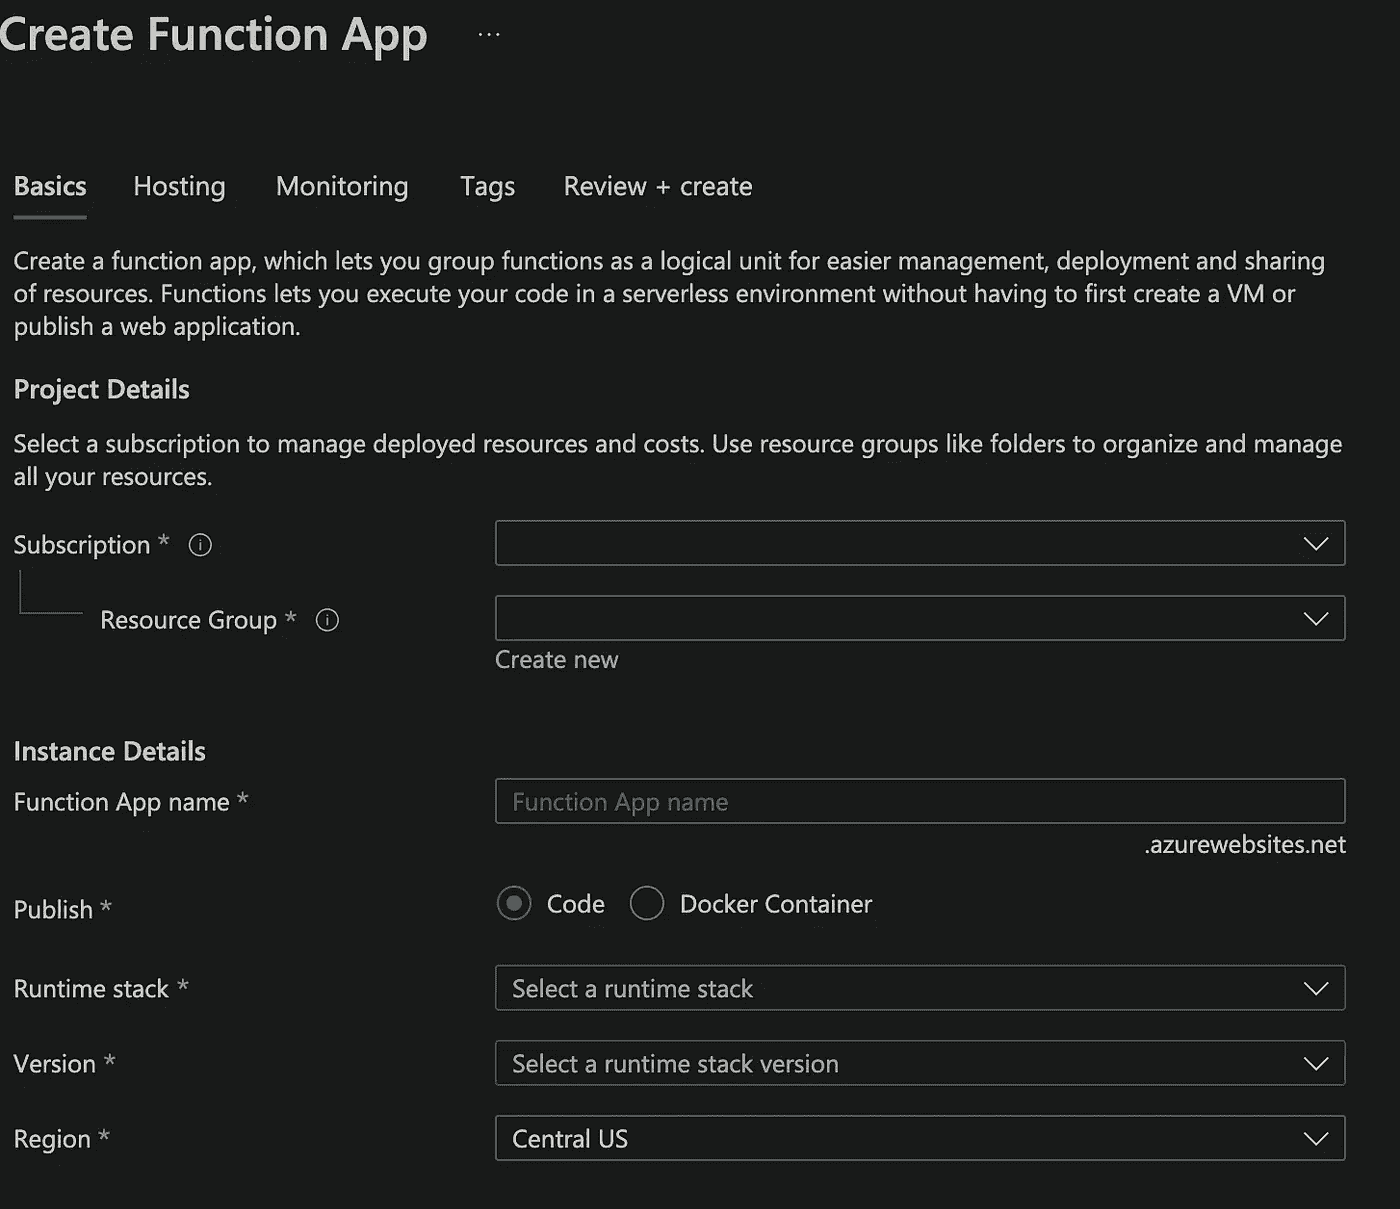 Create Function App ...
Basics Hosting Monitoring Tags Review + create
Create a function app, which lets you group functions as a logical unit for easier management, deployment and sharing
of resources. Functions lets you execute your code in a serverless environment without having to first create a VM or
publish a web application.
Project Details
Select a subscription to manage deployed resources and costs. Use resource groups like folders to organize and manage
all your resources.
Subscription *
Resource Group *
Create new
Instance Details
Function App name * Function App name
.azurewebsites.net
Publish * Code Docker Container
Runtime stack * Select a runtime stack
Version * Select a runtime stack version
Region * Central US